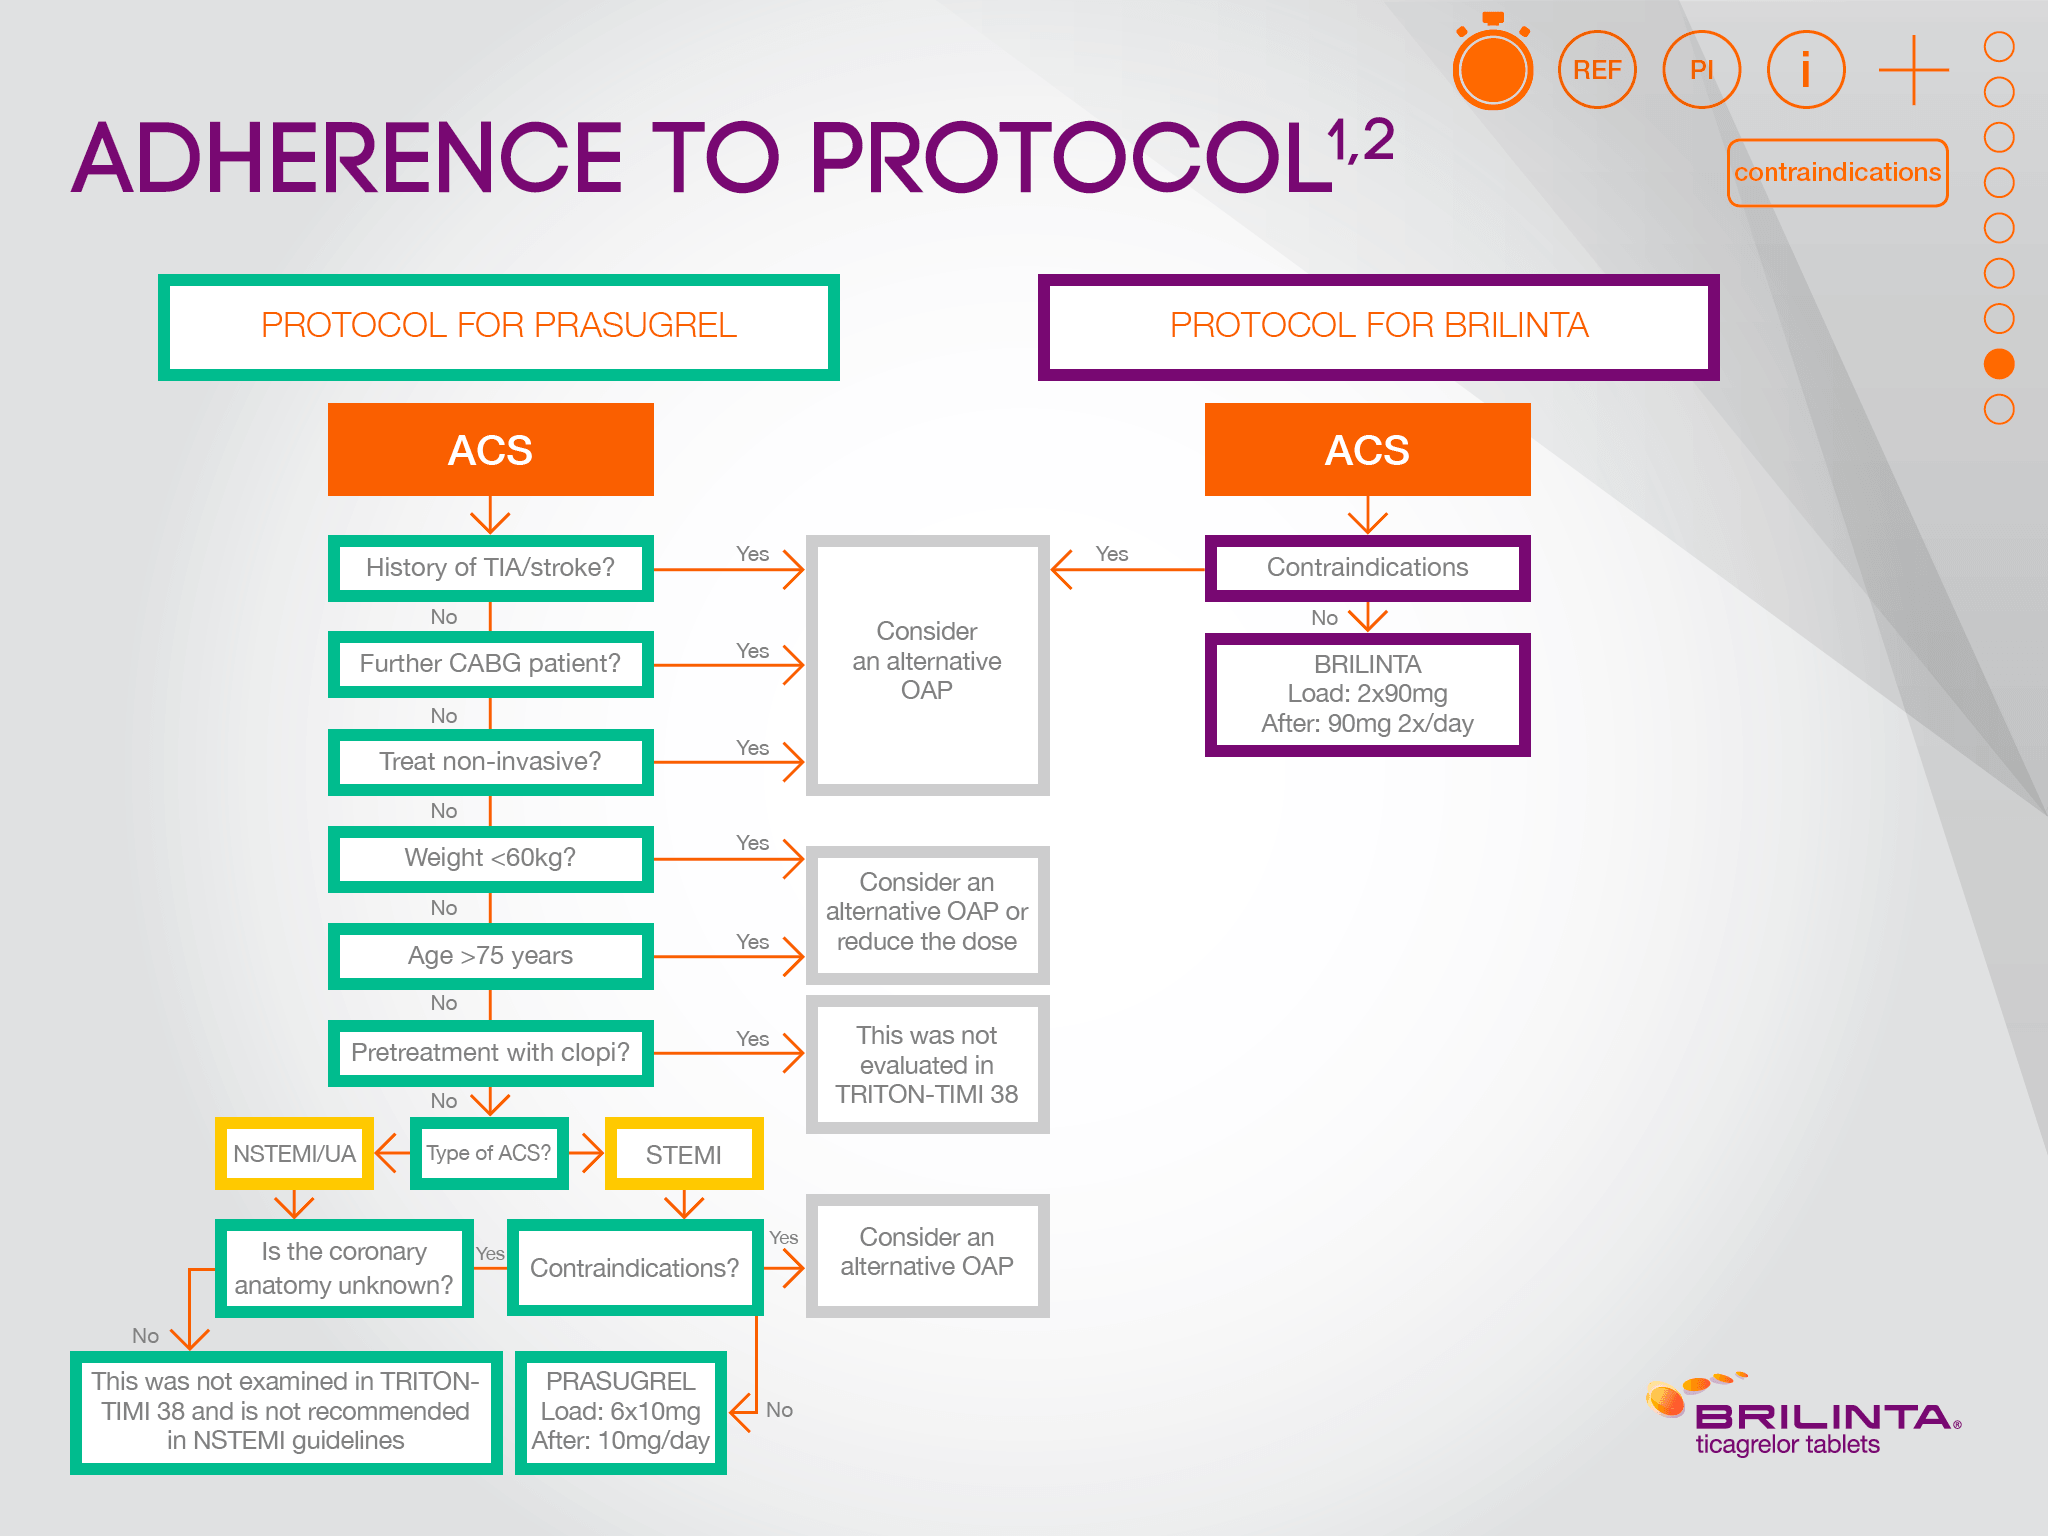 REF
PI
i
contraindications
ADHERENCE TO PROTOCOL1,2
PROTOCOL FOR PRASUGREL
ACS
History of TIA/stroke?
Yes
No
Further CABG patient?
Yes
No
Treat non-invasive?
Yes
No
Consider
an alternative
OAP
Weight <60kg?
Yes
No
Age >75 years
Yes
No
Consider an
alternative OAP or
reduce the dose
Pretreatment with clopi?
Yes
No
This was not
evaluated in
TRITON-TIMI 38
NSTEMI/UA
Type of ACS?
STEMI
Is the coronary
anatomy unknown?
Yes
No
Contraindications?
Yes
No
Consider an
alternative OAP
This was not examined in TRITON-
TIMI 38 and is not recommended
in NSTEMI guidelines
PRASUGREL
Load: 6x10mg
After: 10mg/day
PROTOCOL FOR BRILINTA
ACS
Contraindications
Yes
No
BRILINTA
Load: 2x90mg
After: 90mg 2x/day
BRILINTA®
ticagrelor tablets